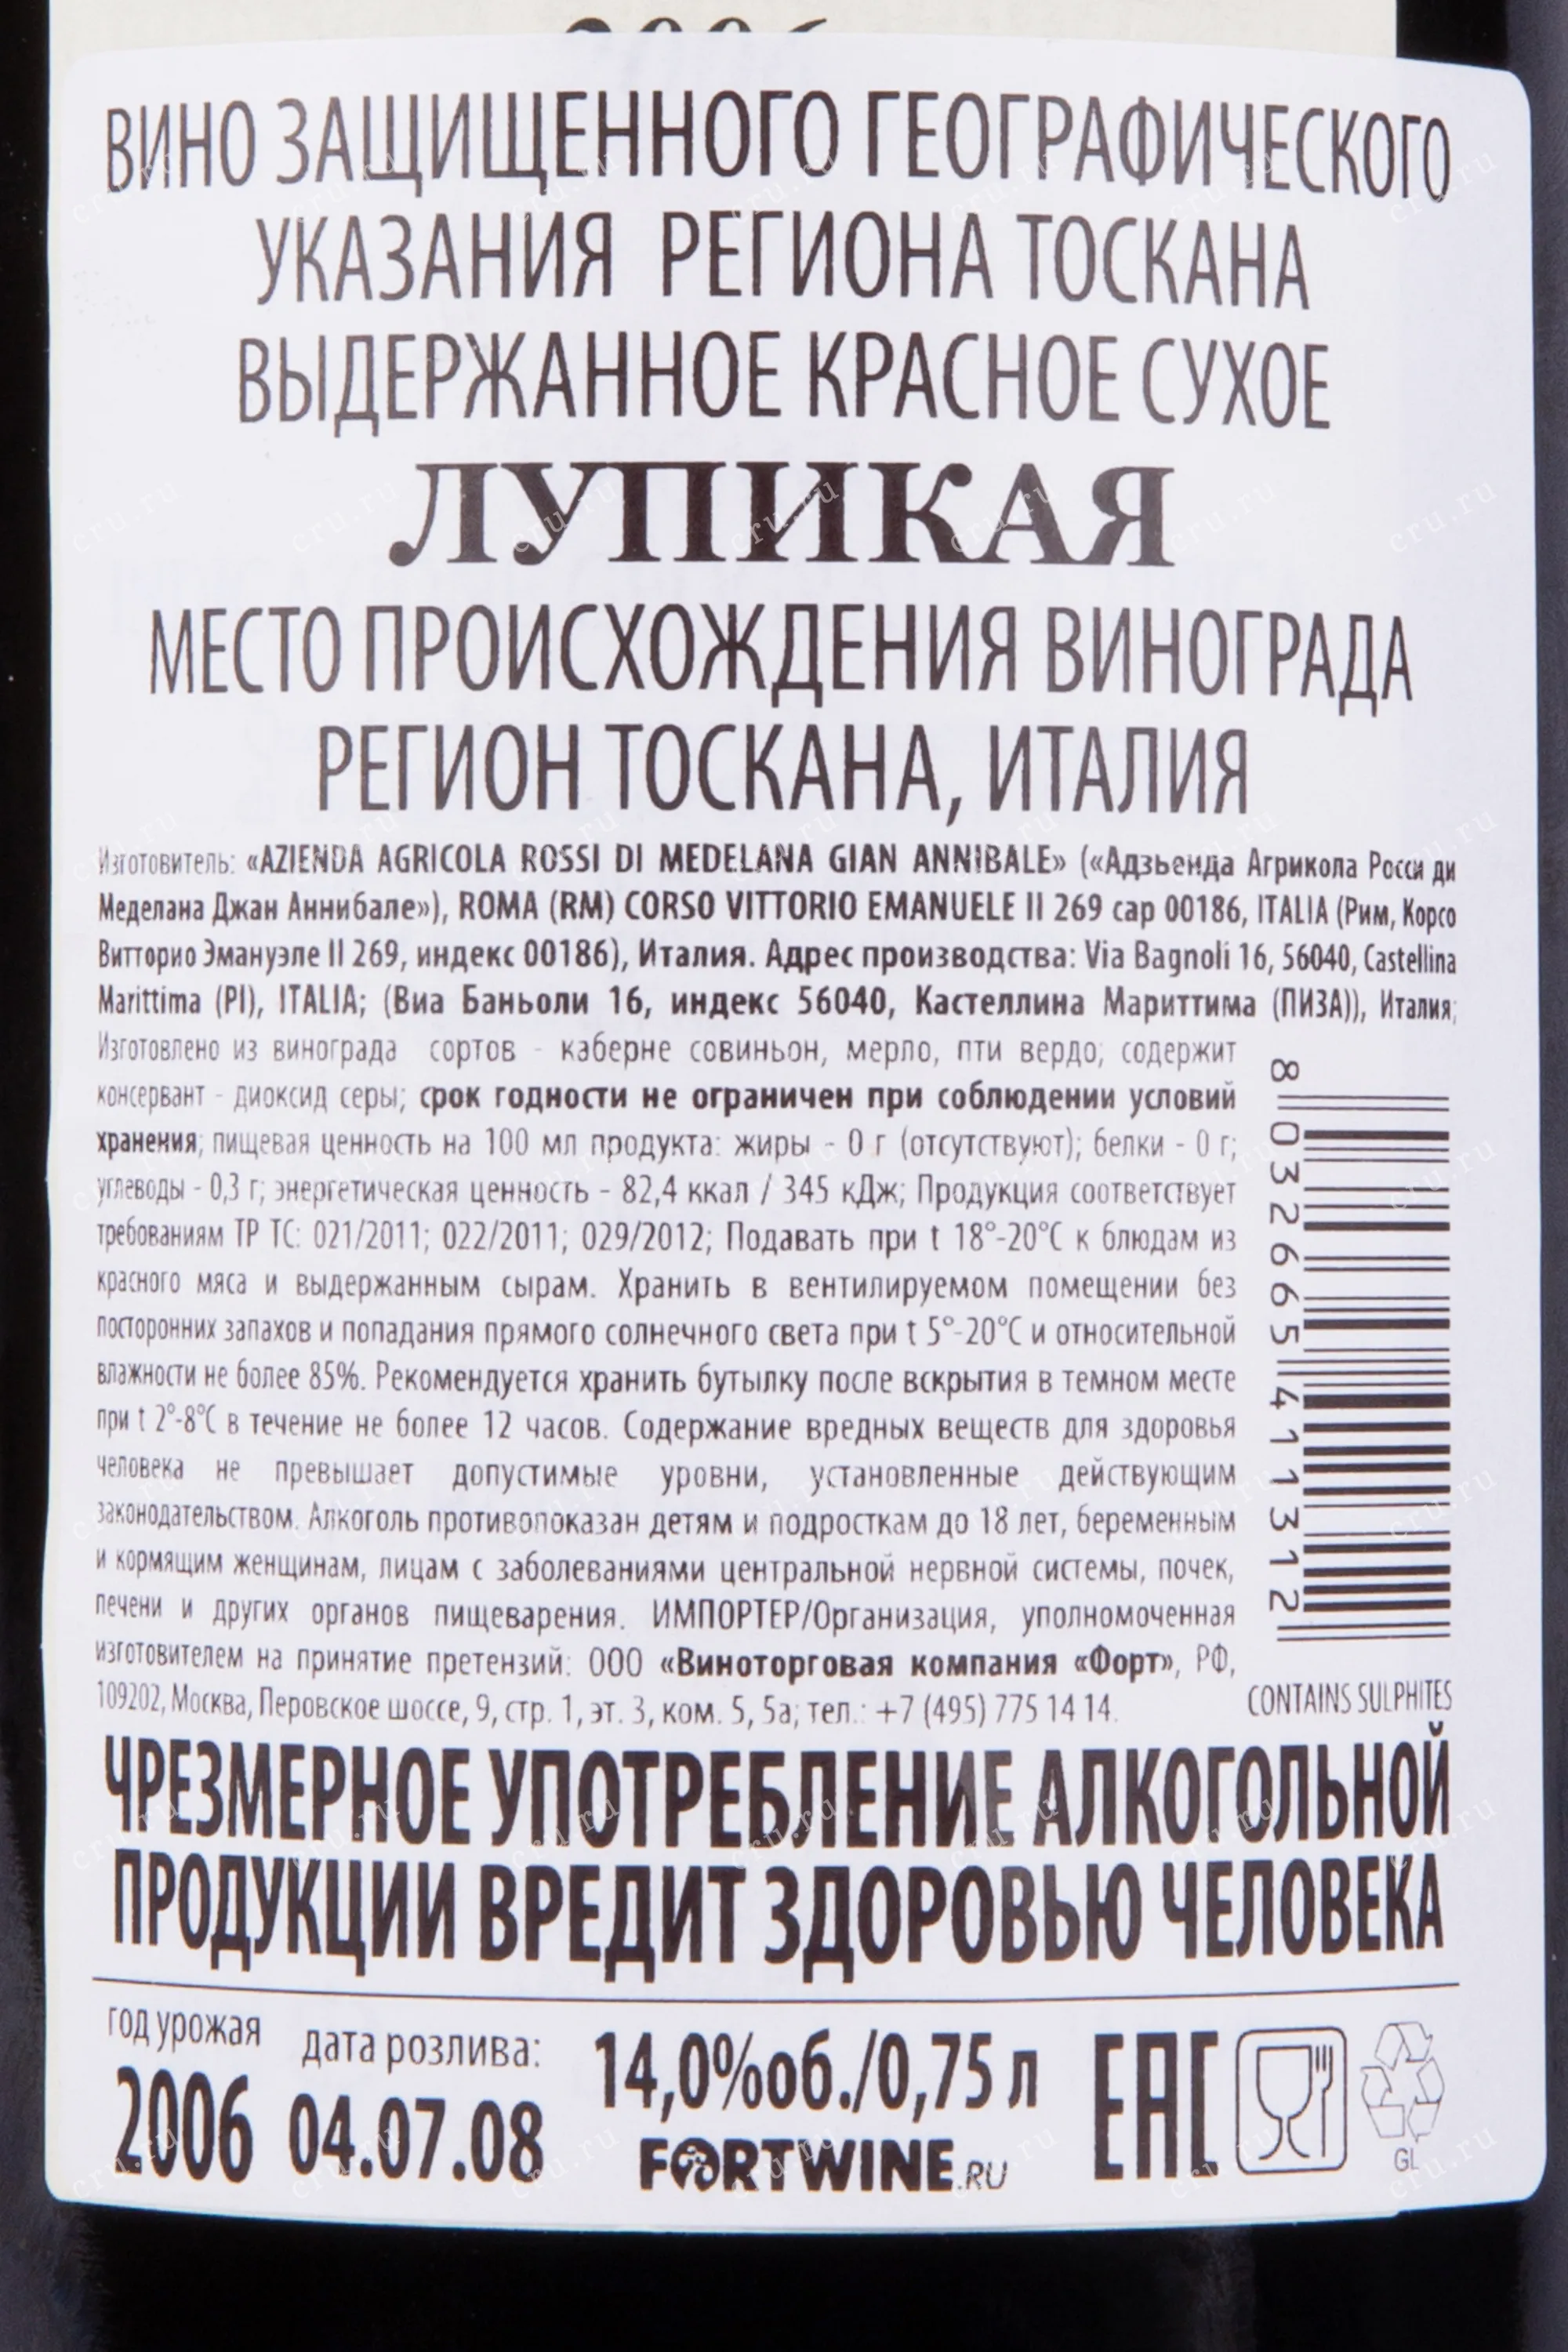 2006
ВИНО ЗАЩИЩЕННОГО ГЕОГРАФИЧЕСКОГО
УКАЗАНИЯ РЕГИОНА ТОСКАНА
ВЫДЕРЖАННОЕ КРАСНОЕ СУХОЕ
ЛУПИКАЯ
МЕСТО ПРОИСХОЖДЕНИЯ ВИНОГРАДА
РЕГИОН ТОСКАНА, ИТАЛИЯ
Изготовитель: «AZIENDA AGRICOLA ROSSI DI MEDELANA GIAN ANNIBALE» («Адзьенда Агрикола Росси ди
Меделана Джан Аннибале»), ROMA (RM) CORSO VITTORIO EMANUELE II 269 cap 00186, ITALIA (Рим, Корсо
Витторио Эмануэле II 269, индекс 00186), Италия. Адрес производства: Via Bagnoli 16, 56040, Castellina
Marittima (PI), ITALIA; (Виа Баньоли 16, индекс 56040, Кастеллина Мариттима (ПИЗА)), Италия;
Изготовлено из винограда сортов - каберне совиньон, мерло, пти вердо; содержит
консервант - диоксид серы; срок годности не ограничен при соблюдении условий
хранения; пищевая ценность на 100 мл продукта: жиры - 0 г (отсутствуют); белки - 0 г;
углеводы - 0,3 г; энергетическая ценность - 82,4 ккал / 345 кДж; Продукция соответствует
требованиям ТР ТС: 021/2011; 022/2011; 029/2012; Подавать при t 18°-20°С к блюдам из
красного мяса и выдержанным сырам. Хранить в вентилируемом помещении без
посторонних запахов и попадания прямого солнечного света при t 5°-20°С и относительной
влажности не более 85%. Рекомендуется хранить бутылку после вскрытия в темном месте
при t 2°-8°С в течение не более 12 часов. Содержание вредных веществ для здоровья
человека не превышает допустимые уровни, установленные действующим
законодательством. Алкоголь противопоказан детям и подросткам до 18 лет, беременным
и кормящим женщинам, лицам с заболеваниями центральной нервной системы, почек,
печени и других органов пищеварения. ИМПОРТЕР/Организация, уполномоченная
изготовителем на принятие претензий: ООО «Виноторговая компания «Форт», РФ,
109202, Москва, Перовское шоссе, 9, стр. 1, эт. 3, ком. 5, 5а; тел.: +7 (495) 775 14 14.
8 032665 411312
CONTAINS SULPHITES
ЧРЕЗМЕРНОЕ УПОТРЕБЛЕНИЕ АЛКОГОЛЬНОЙ
ПРОДУКЦИИ ВРЕДИТ ЗДОРОВЬЮ ЧЕЛОВЕКА
год урожая
2006
дата розлива:
04.07.08
14,0%об./0,75 л
FORTWINE.RU
EAC
GL
cru.ru